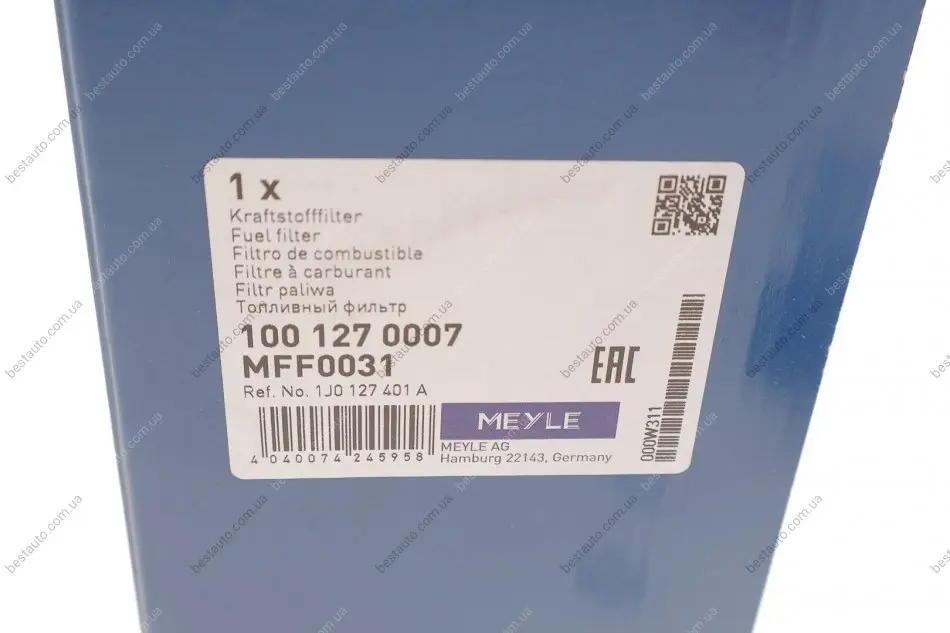 1 x
Kraftstofffilter
Fuel filter
Filtro de combustible
Filtre à carburant
Filtr paliwa
Топливный фильтр
100 127 0007
MFF0031
Ref. No. 1J0 127 401 A
EAC
MEYLE
MEYLE AG
Hamburg 22143, Germany
4 040074 245958
000W311
bestauto.com.ua